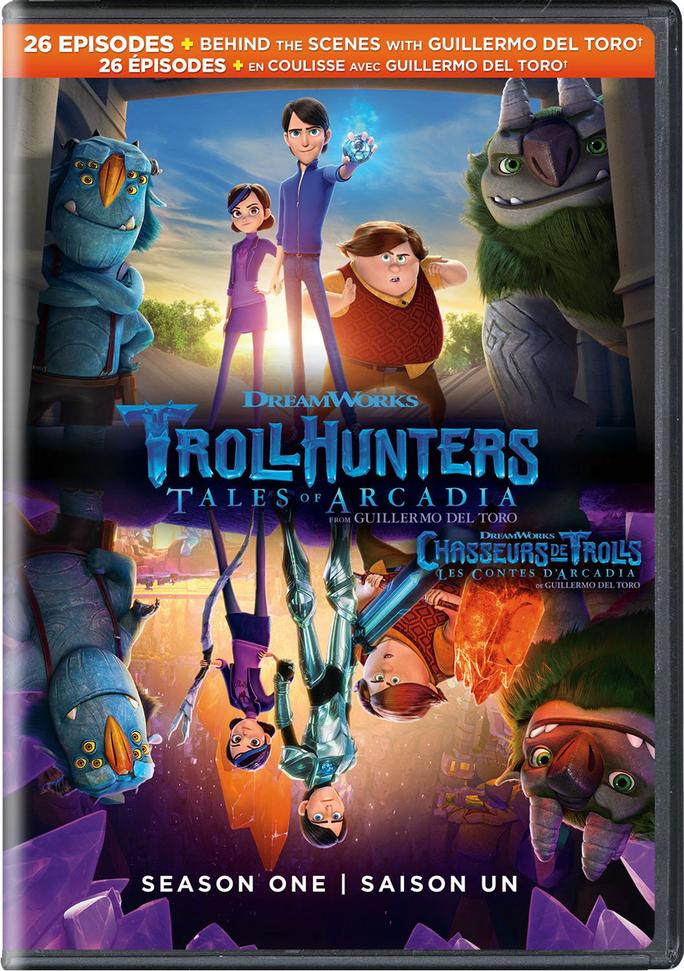 26 EPISODES + BEHIND THE SCENES WITH GUILLERMO DEL TORO†
26 ÉPISODES + EN COULISSE AVEC GUILLERMO DEL TORO†
DREAMWORKS
TROLLHUNTERS
TALES OF ARCADIA
FROM GUILLERMO DEL TORO
DREAMWORKS
CHASSEURS DE TROLLS
LES CONTES D'ARCADIA
DE GUILLERMO DEL TORO
SEASON ONE | SAISON UN